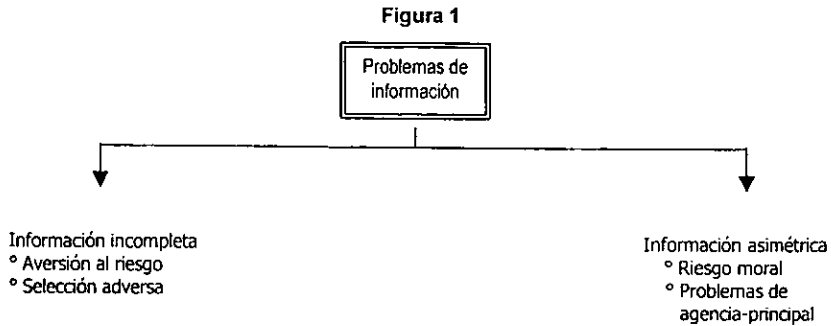 Figura 1
Problemas de
información
Información incompleta
° Aversión al riesgo
° Selección adversa
Información asimétrica
° Riesgo moral
° Problemas de
agencia-principal